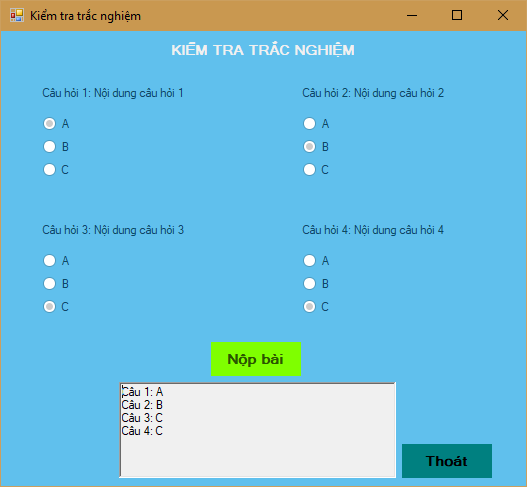 Kiểm tra trắc nghiệm
KIỂM TRA TRẮC NGHIỆM
Câu hỏi 1: Nội dung câu hỏi 1
A
B
C
Câu hỏi 2: Nội dung câu hỏi 2
A
B
C
Câu hỏi 3: Nội dung câu hỏi 3
A
B
C
Câu hỏi 4: Nội dung câu hỏi 4
A
B
C
Nộp bài
Câu 1: A
Câu 2: B
Câu 3: C
Câu 4: C
Thoát